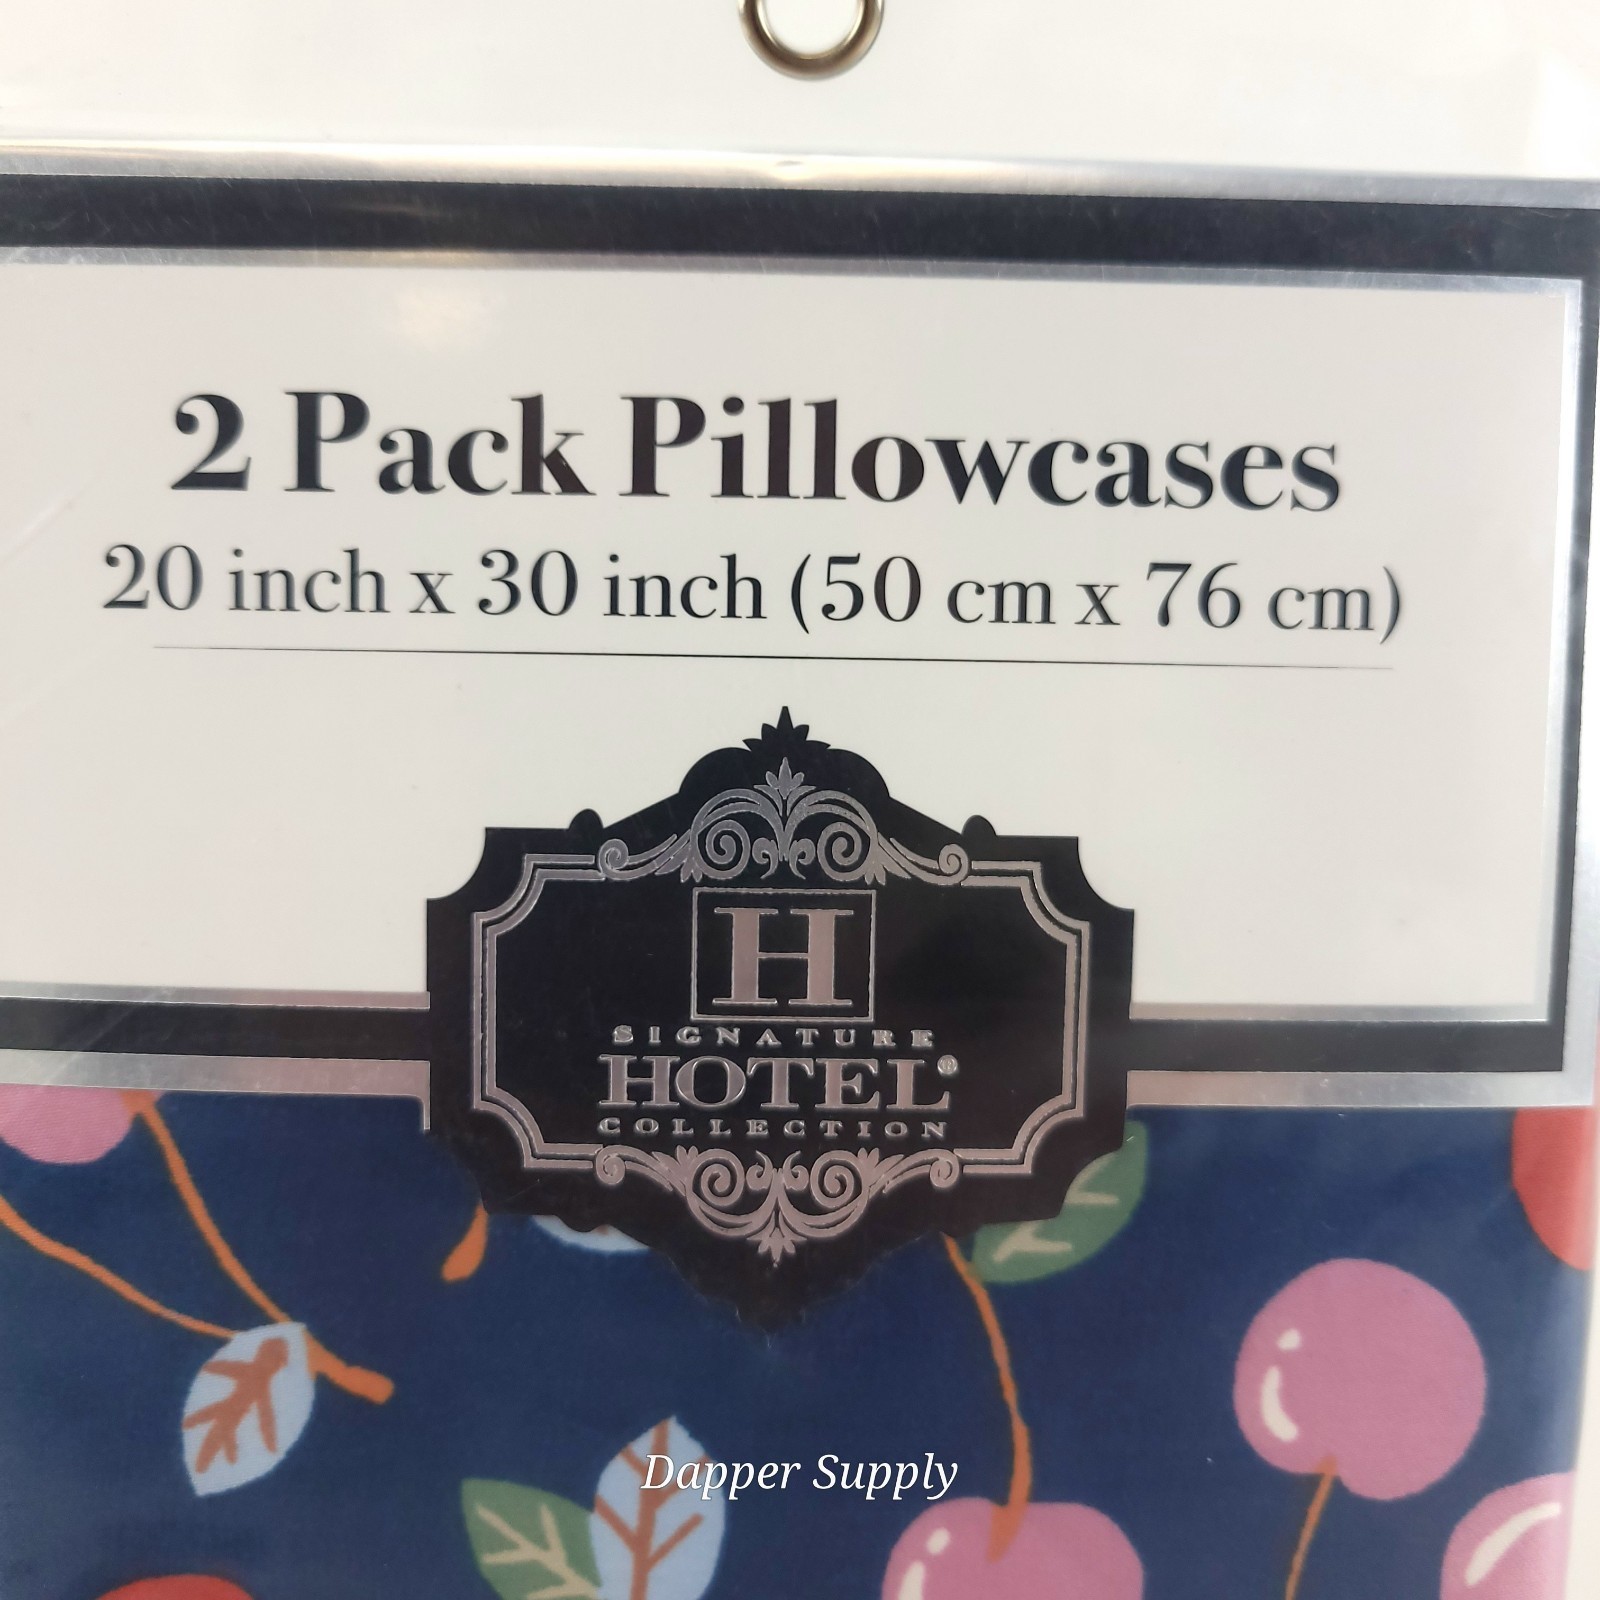 2 Pack Pillowcases
20 inch x 30 inch (50 cm x 76 cm)
H
SIGNATURE
HOTEL®
COLLECTION
Dapper Supply